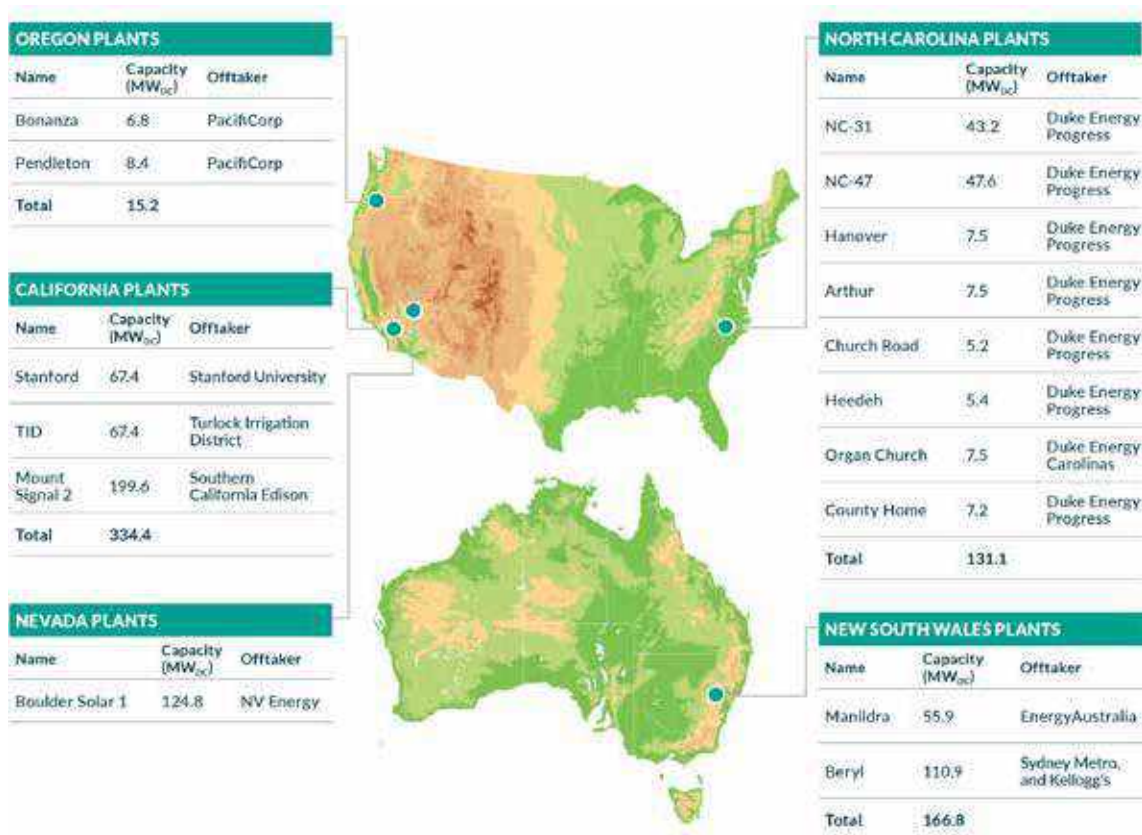 OREGON PLANTS
Name Capacity (MWDC) Offtaker
Bonanza 6.8 PacifiCorp
Pendleton 8.4 PacifiCorp
Total 15.2
CALIFORNIA PLANTS
Name Capacity (MWDC) Offtaker
Stanford 67.4 Stanford University
TID 67.4 Turlock Irrigation District
Mount Signal 2 199.6 Southern California Edison
Total 334.4
NEVADA PLANTS
Name Capacity (MWDC) Offtaker
Boulder Solar 1 124.8 NV Energy
NORTH CAROLINA PLANTS
Name Capacity (MWDC) Offtaker
NC-31 43.2 Duke Energy Progress
NC-47 47.6 Duke Energy Progress
Hanover 7.5 Duke Energy Progress
Arthur 7.5 Duke Energy Progress
Church Road 5.2 Duke Energy Progress
Heedeh 5.4 Duke Energy Progress
Organ Church 7.5 Duke Energy Carolinas
County Home 7.2 Duke Energy Progress
Total 131.1
NEW SOUTH WALES PLANTS
Name Capacity (MWDC) Offtaker
Manildra 55.9 EnergyAustralia
Beryl 110.9 Sydney Metro, and Kellogg's
Total 166.8